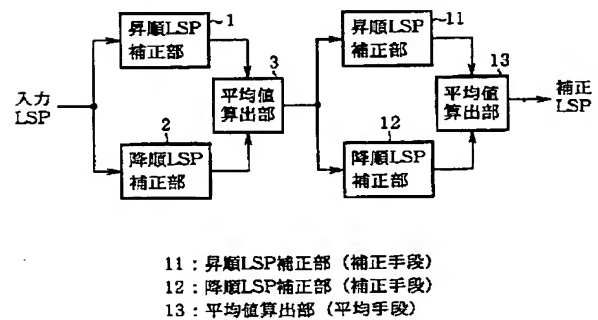 昇順LSP
補正部
1
入力
LSP
2
降順LSP
補正部
3
平均値
算出部
昇順LSP
補正部
11
12
降順LSP
補正部
13
平均値
算出部
補正
LSP
11：昇順LSP補正部（補正手段）
12：降順LSP補正部（補正手段）
13：平均値算出部（平均手段）